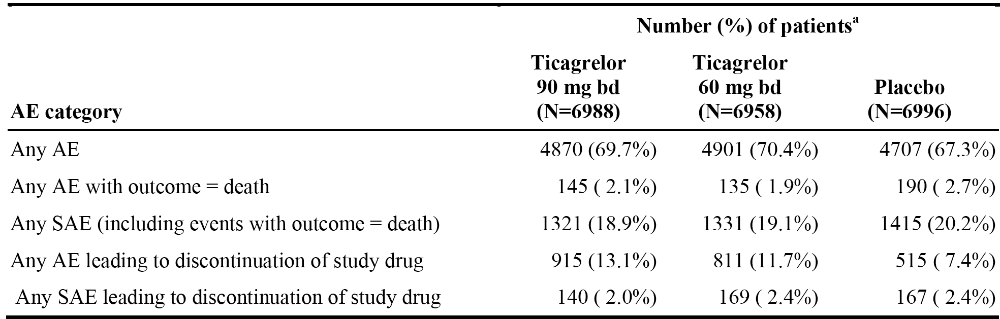 Number (%) of patientsa
Ticagrelor Ticagrelor
90 mg bd 60 mg bd Placebo
AE category (N=6988) (N=6958) (N=6996)
Any AE 4870 (69.7%) 4901 (70.4%) 4707 (67.3%)
Any AE with outcome = death 145 ( 2.1%) 135 ( 1.9%) 190 ( 2.7%)
Any SAE (including events with outcome = death) 1321 (18.9%) 1331 (19.1%) 1415 (20.2%)
Any AE leading to discontinuation of study drug 915 (13.1%) 811 (11.7%) 515 ( 7.4%)
Any SAE leading to discontinuation of study drug 140 ( 2.0%) 169 ( 2.4%) 167 ( 2.4%)